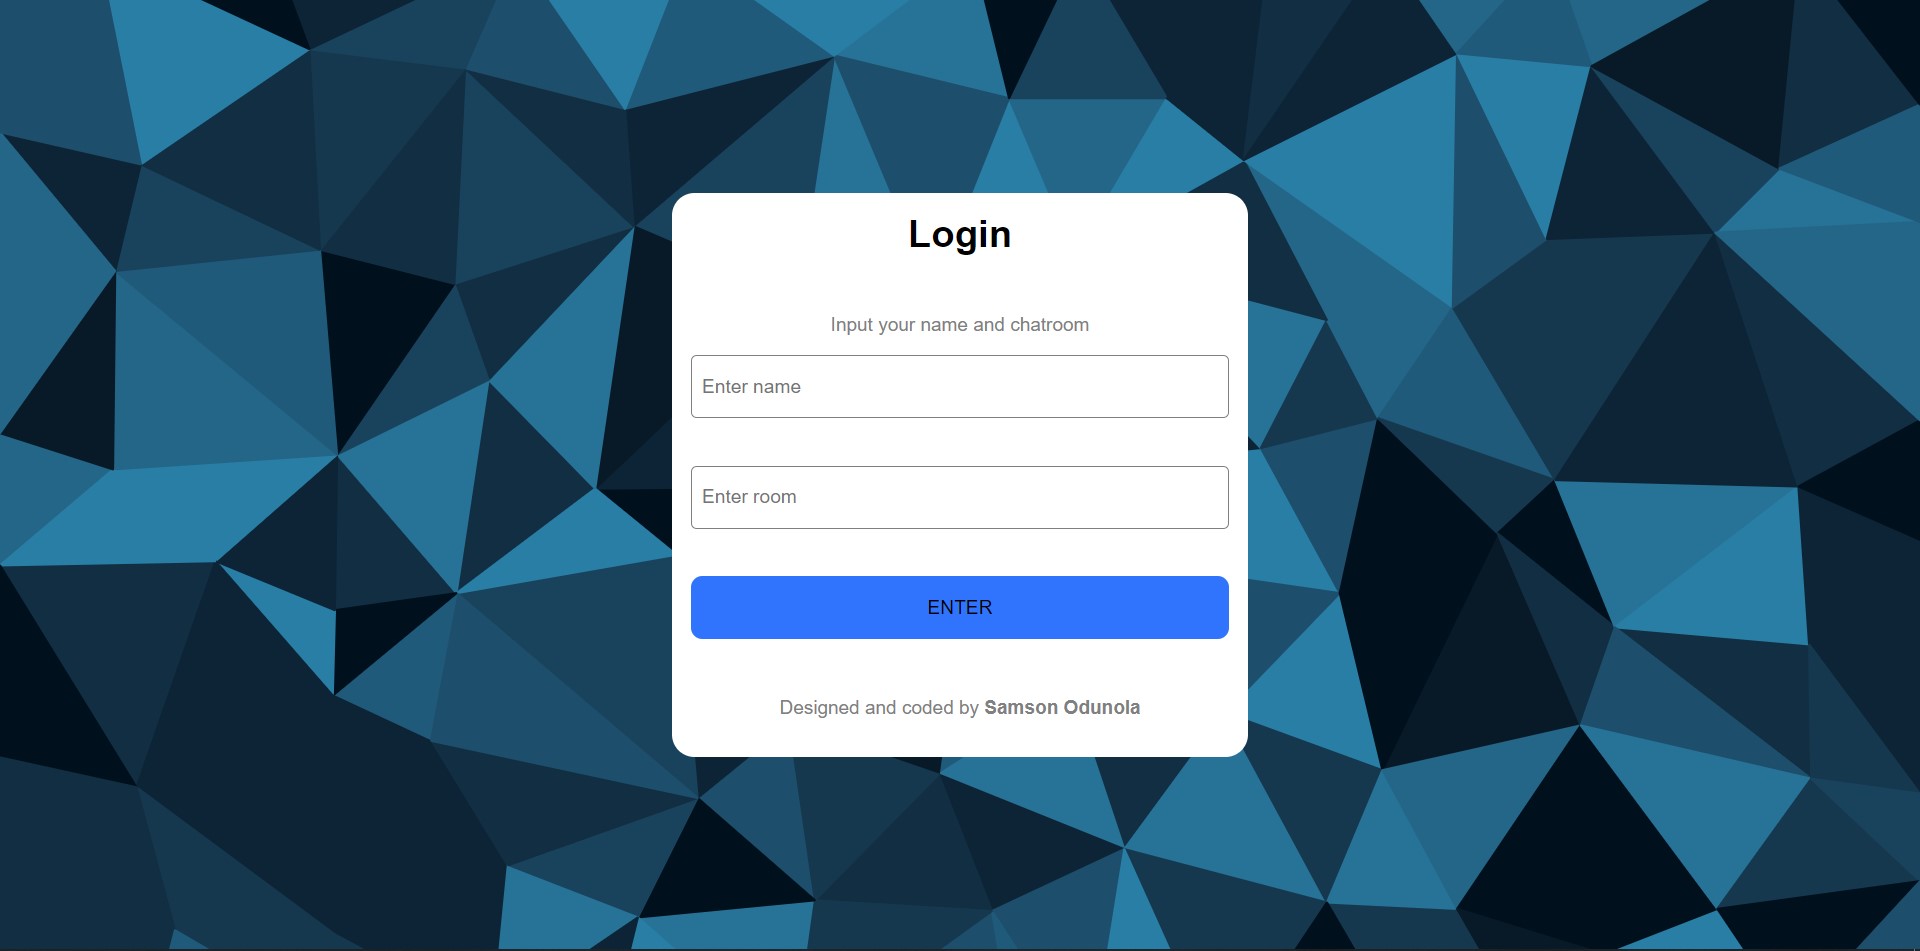 Login
Input your name and chatroom
Enter name
Enter room
ENTER
Designed and coded by Samson Odunola